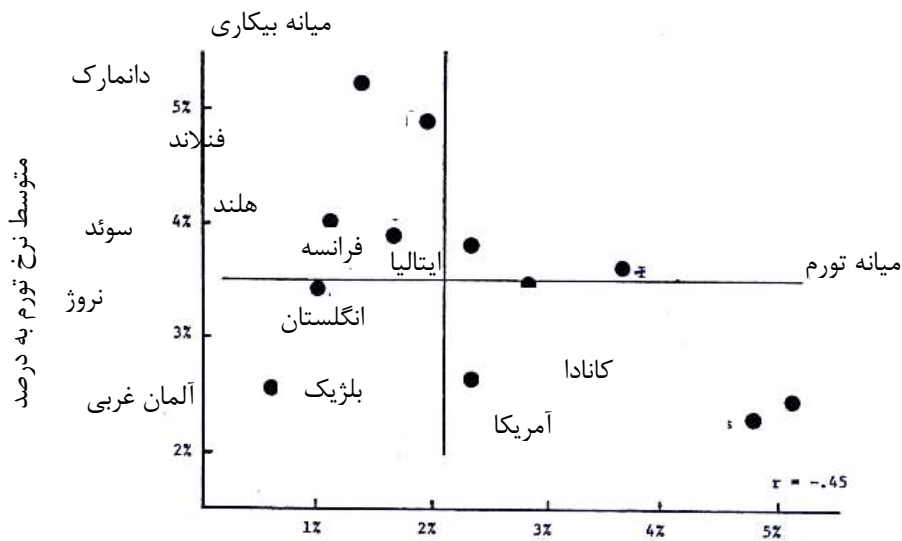 میانه بیکاری
دانمارک
5%
فنلاند
متوسط نرخ تورم به درصد
هلند
4%
سوئد
فرانسه
ایتالیا
میانه تورم
نروژ
انگلستان
3%
کانادا
آلمان غربی
بلژیک
آمریکا
s
2%
r = -.45
1%
2%
3%
4%
5%